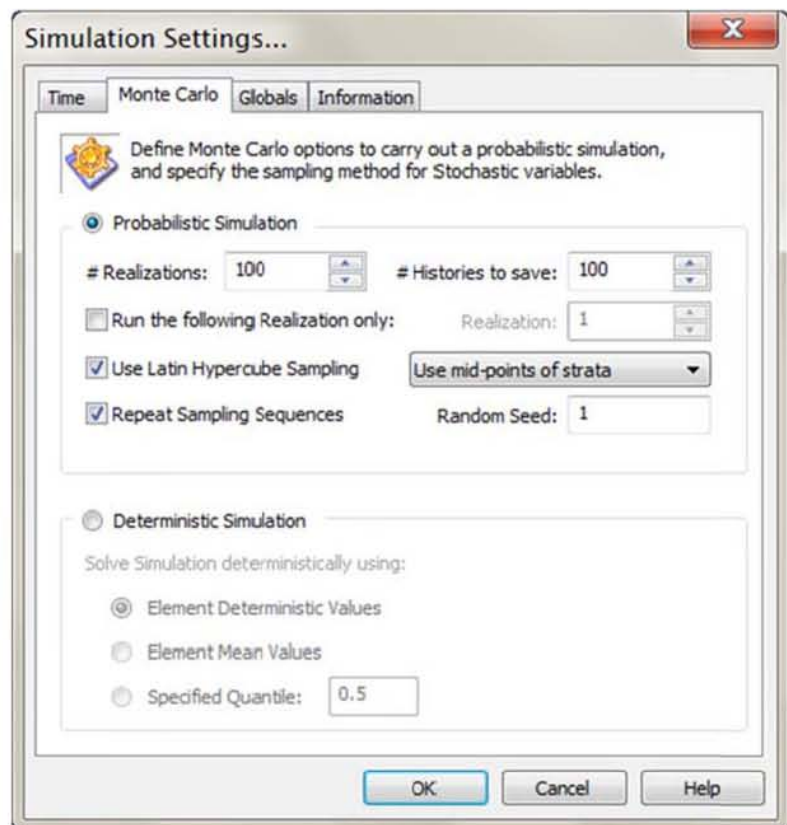 Simulation Settings...
Time Monte Carlo Globals Information
Define Monte Carlo options to carry out a probabilistic simulation,
and specify the sampling method for Stochastic variables.
Probabilistic Simulation
# Realizations: 100 # Histories to save: 100
Run the following Realization only: Realization: 1
Use Latin Hypercube Sampling Use mid-points of strata
Repeat Sampling Sequences Random Seed: 1
Deterministic Simulation
Solve Simulation deterministically using:
Element Deterministic Values
Element Mean Values
Specified Quantile: 0.5
OK Cancel Help